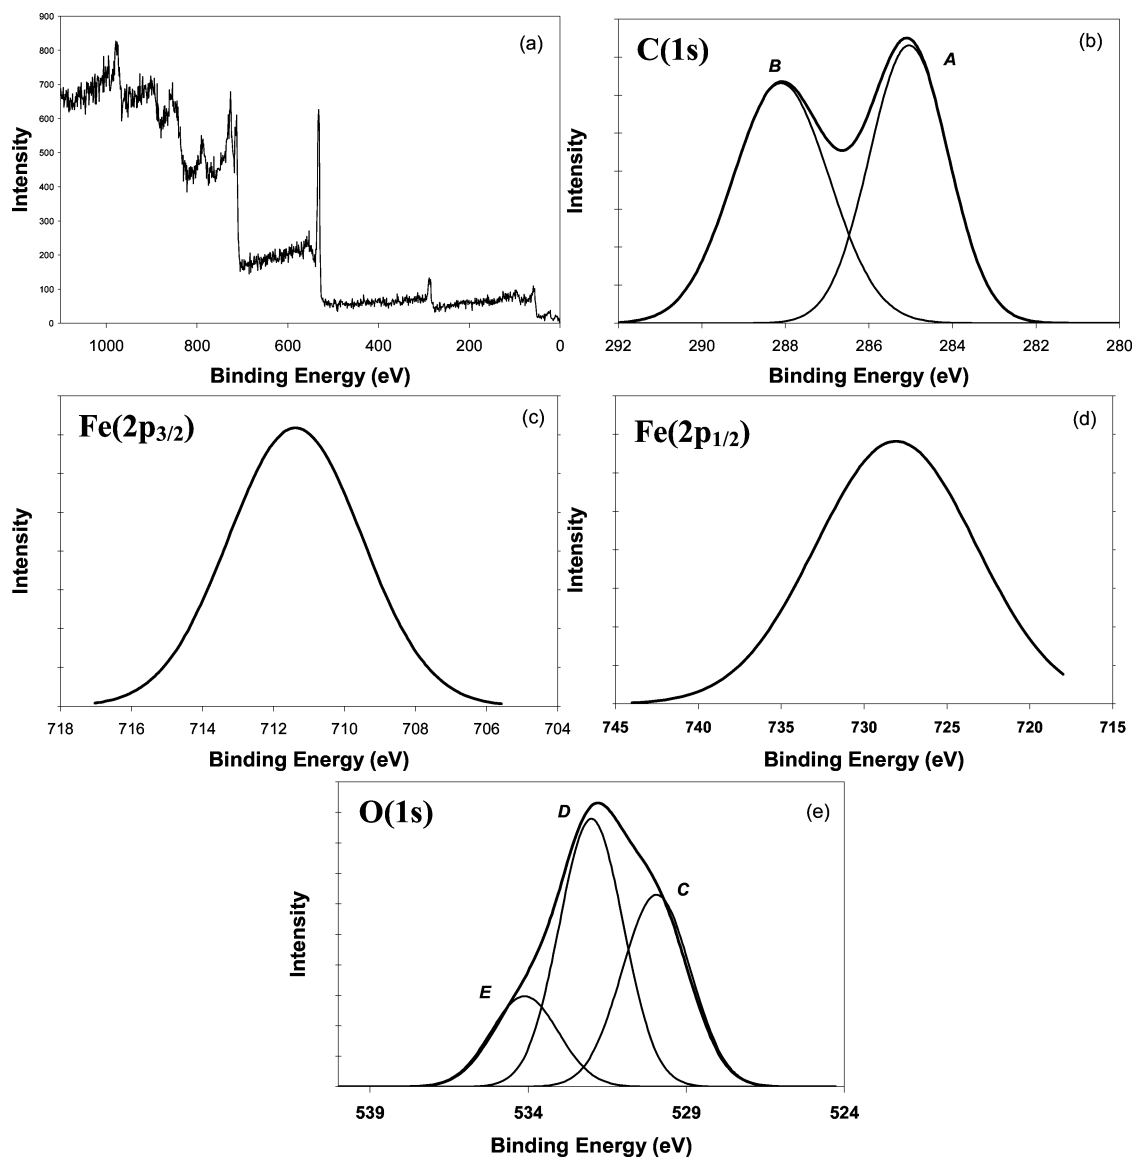 (a)
900
800
700
600
500
400
300
200
100
0
Intensity
1000 800 600 400 200 0
Binding Energy (eV)
C(1s)
(b)
B
A
Intensity
292 290 288 286 284 282 280
Binding Energy (eV)
Fe(2p3/2)
(c)
Intensity
718 716 714 712 710 708 706 704
Binding Energy (eV)
Fe(2p1/2)
(d)
Intensity
745 740 735 730 725 720 715
Binding Energy (eV)
O(1s)
(e)
D
C
E
Intensity
539 534 529 524
Binding Energy (eV)